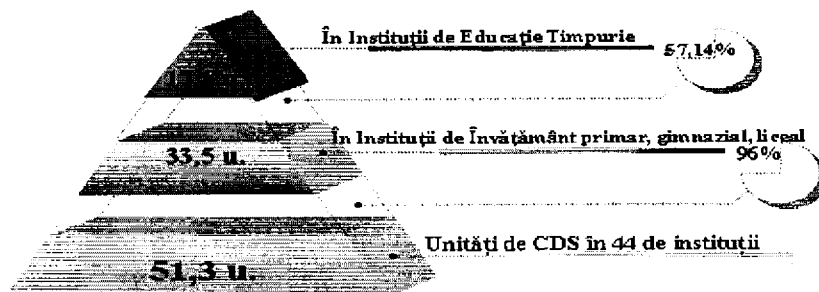 În Instituții de Educație Timpurie
57,14%
În Instituții de Învățământ primar, gimnazial, liceal
33,5 u.
96%
Unități de CDS în 44 de instituții
51,3 u.